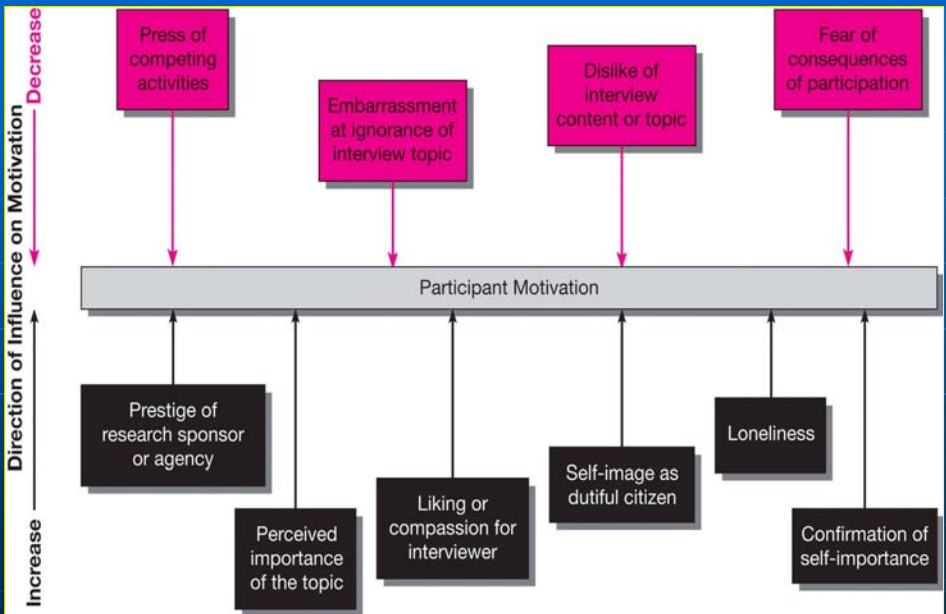 Direction of Influence on Motivation
Decrease
Increase
Press of
competing
activities
Embarrassment
at ignorance of
interview topic
Dislike of
interview
content or topic
Fear of
consequences
of participation
Participant Motivation
Prestige of
research sponsor
or agency
Perceived
importance
of the topic
Liking or
compassion for
interviewer
Self-image as
dutiful citizen
Loneliness
Confirmation of
self-importance